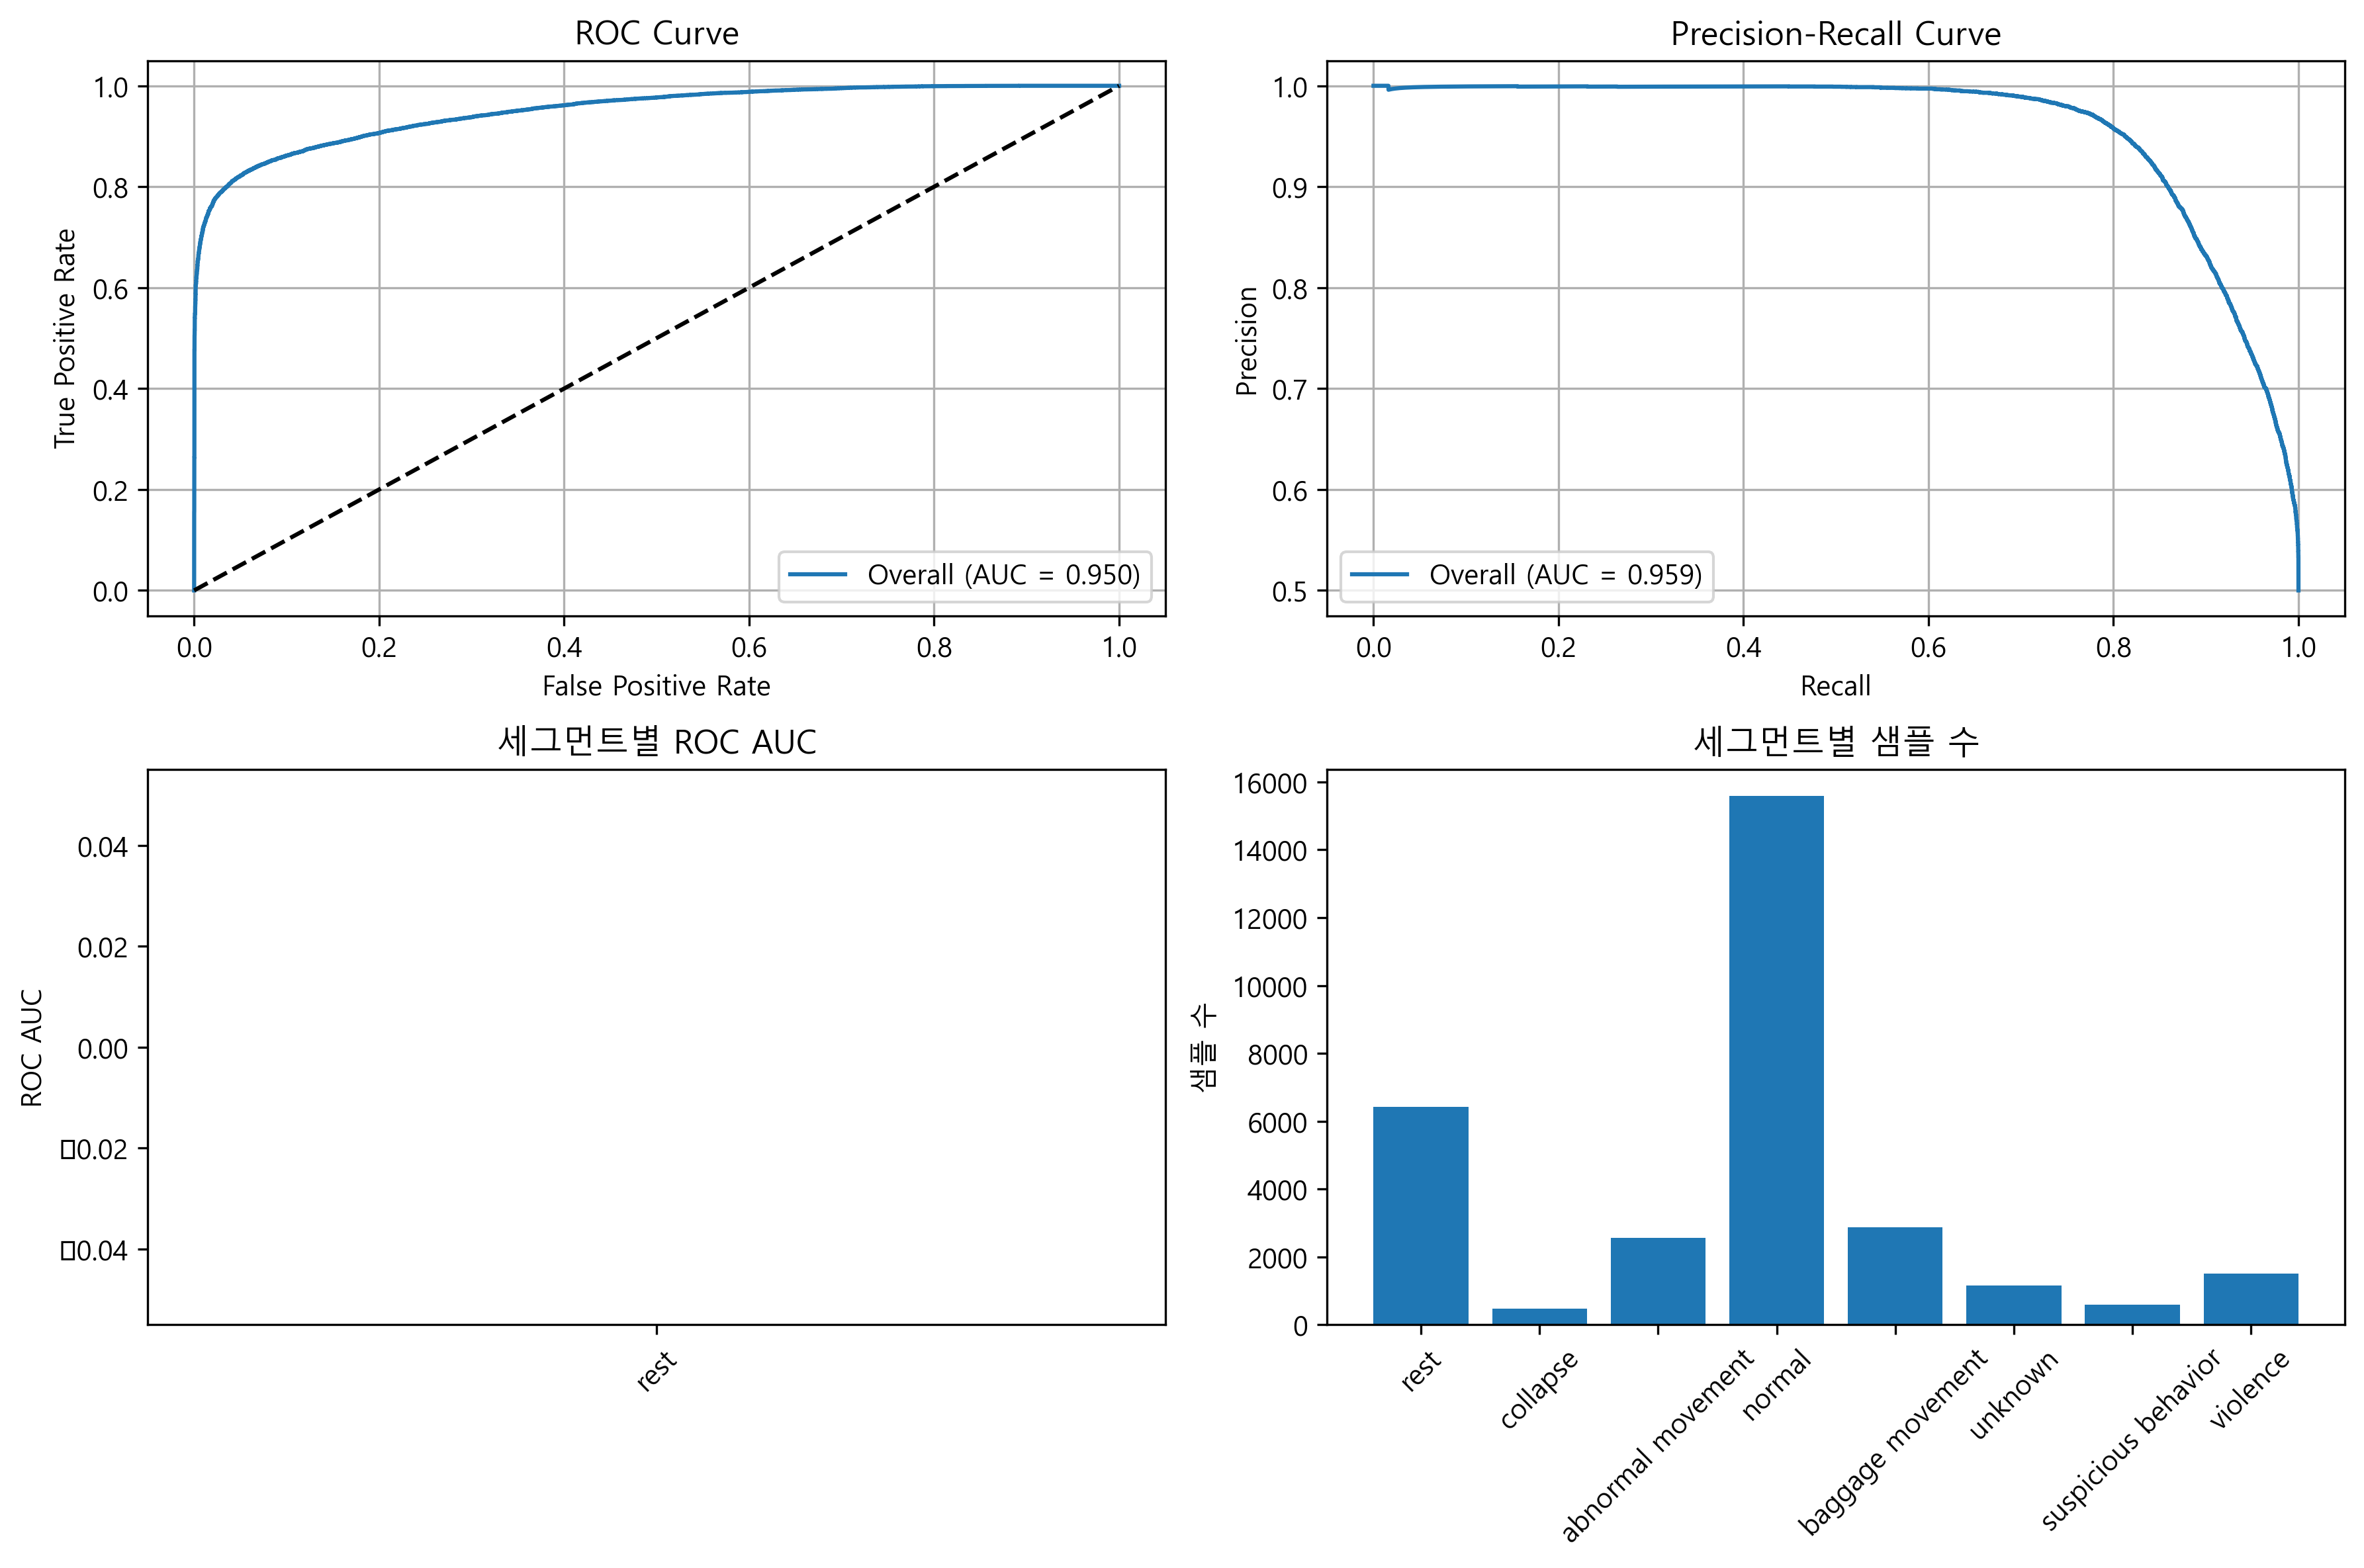 ROC Curve
1.0
0.8
0.6
0.4
0.2
0.0
True Positive Rate
Overall (AUC = 0.950)
0.0 0.2 0.4 0.6 0.8 1.0
False Positive Rate
Precision-Recall Curve
1.0
0.9
0.8
0.7
0.6
0.5
Precision
Overall (AUC = 0.959)
0.0 0.2 0.4 0.6 0.8 1.0
Recall
세그먼트별 ROC AUC
0.04
0.02
0.00
▯0.02
▯0.04
ROC AUC
rest
세그먼트별 샘플 수
16000
14000
12000
10000
8000
6000
4000
2000
0
샘플 수
rest
collapse
abnormal movement
normal
baggage movement
unknown
suspicious behavior
violence